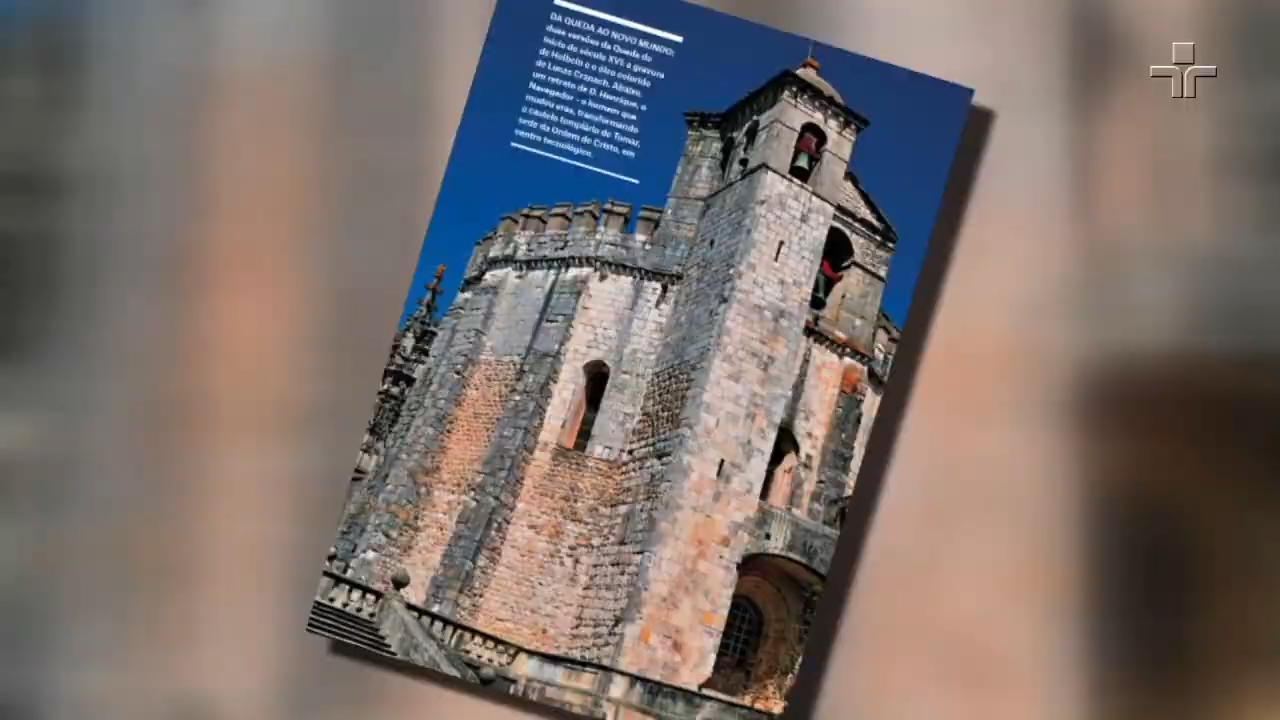 DA QUEDA AO NOVO MUNDO:
duas versões da Queda do
início do século XVI: a gravura
de Holbein e o óleo colorido
de Lucas Cranach. Abaixo,
um retrato de D. Henrique, o
Navegador - o homem que
mudou eras, transformando
o castelo templário de Tomar,
sede da Ordem de Cristo, em
centro tecnológico.